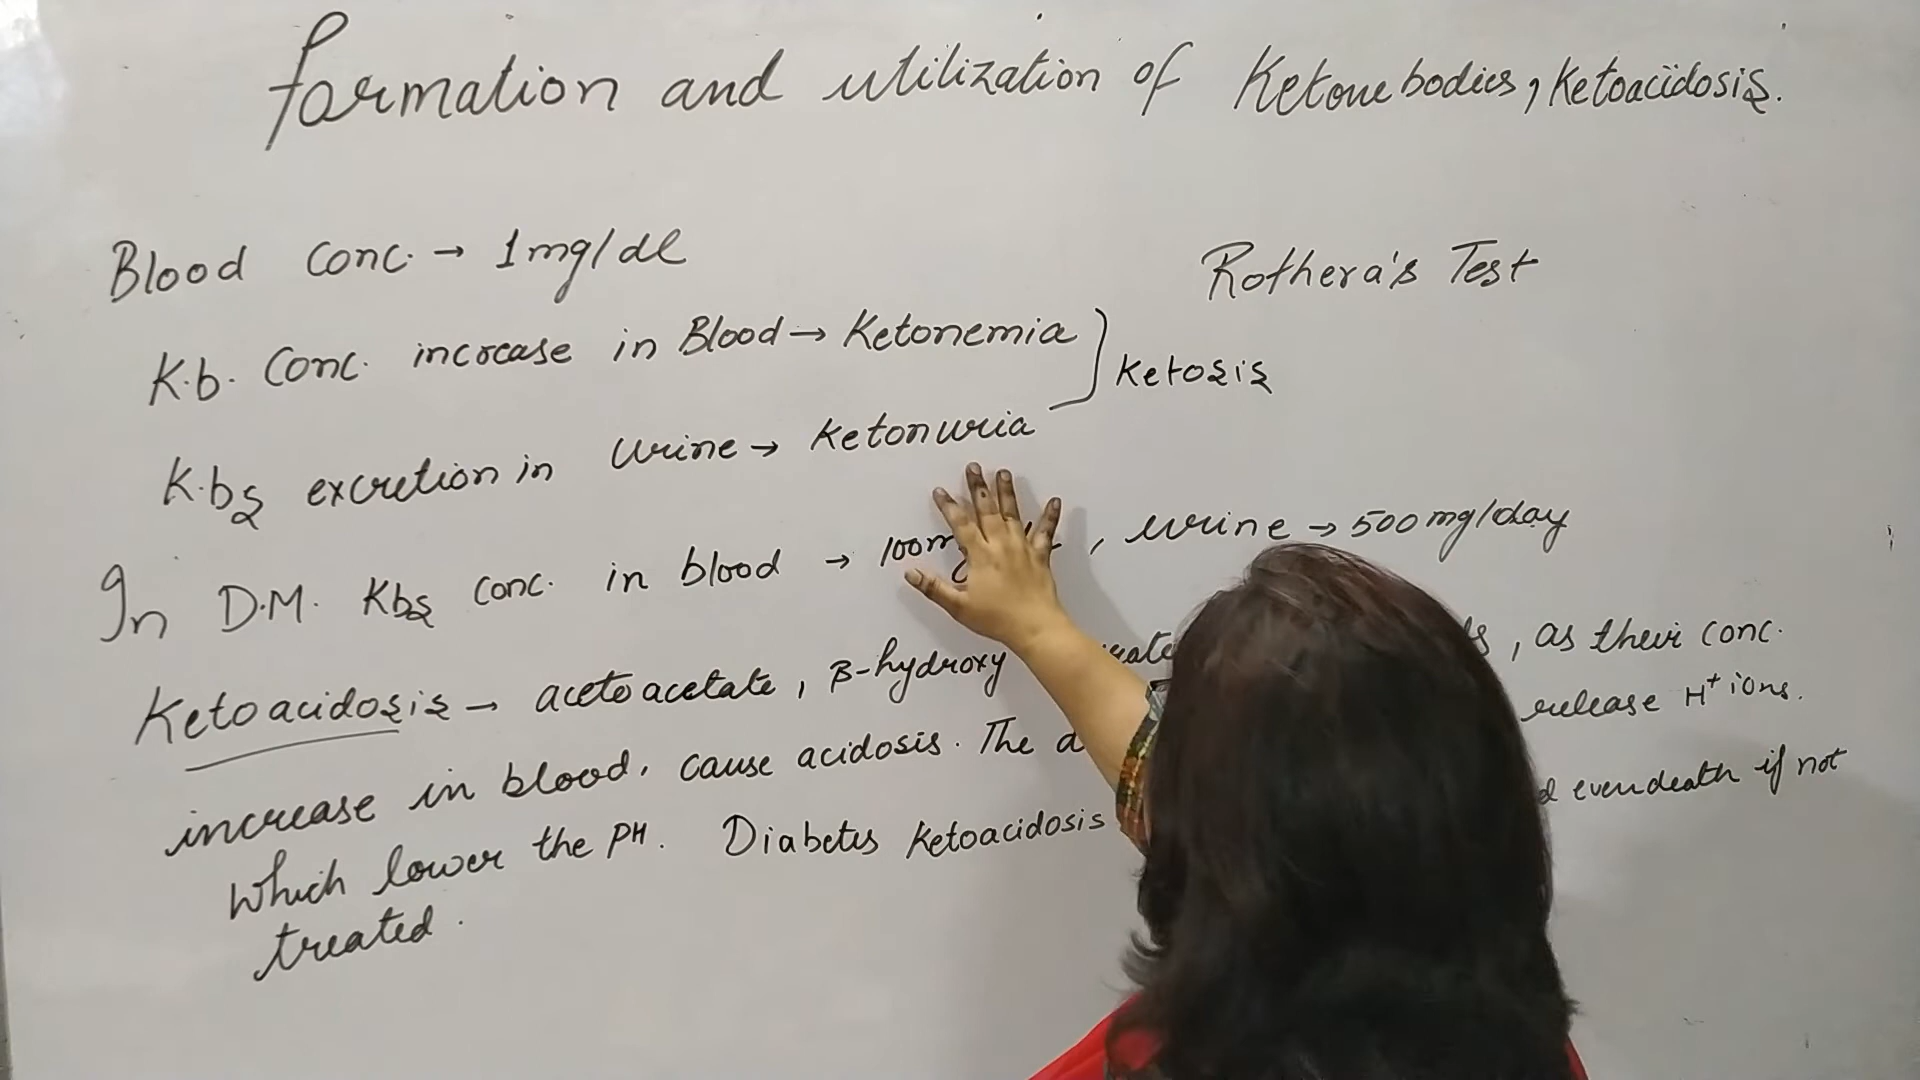 Formation and utilization of Ketone bodies, Ketoacidosis.
Blood conc. → 1mg/dl
Rothera's Test
K.b. Conc. increase in Blood → Ketonemia
Ketosis
K.bs excretion in Urine → Ketonuria
In D.M. Kbs conc. in blood → , Urine → 500mg/day
Ketoacidosis → acetoacetate, β-hydroxy , as their conc.
increase in blood, cause acidosis. The release H⁺ ions.
Which lower the PH. Diabetes Ketoacidosis even death if not
treated.